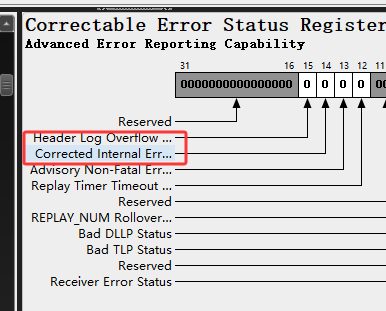 Correctable Error Status Register
Advanced Error Reporting Capability
31 16 15 14 13 12 11
0000000000000000 0 0 0 0 00
Reserved
Header Log Overflow ...
Corrected Internal Err...
Advisory Non-Fatal Err...
Replay Timer Timeout ...
Reserved
REPLAY_NUM Rollover...
Bad DLLP Status
Bad TLP Status
Reserved
Receiver Error Status